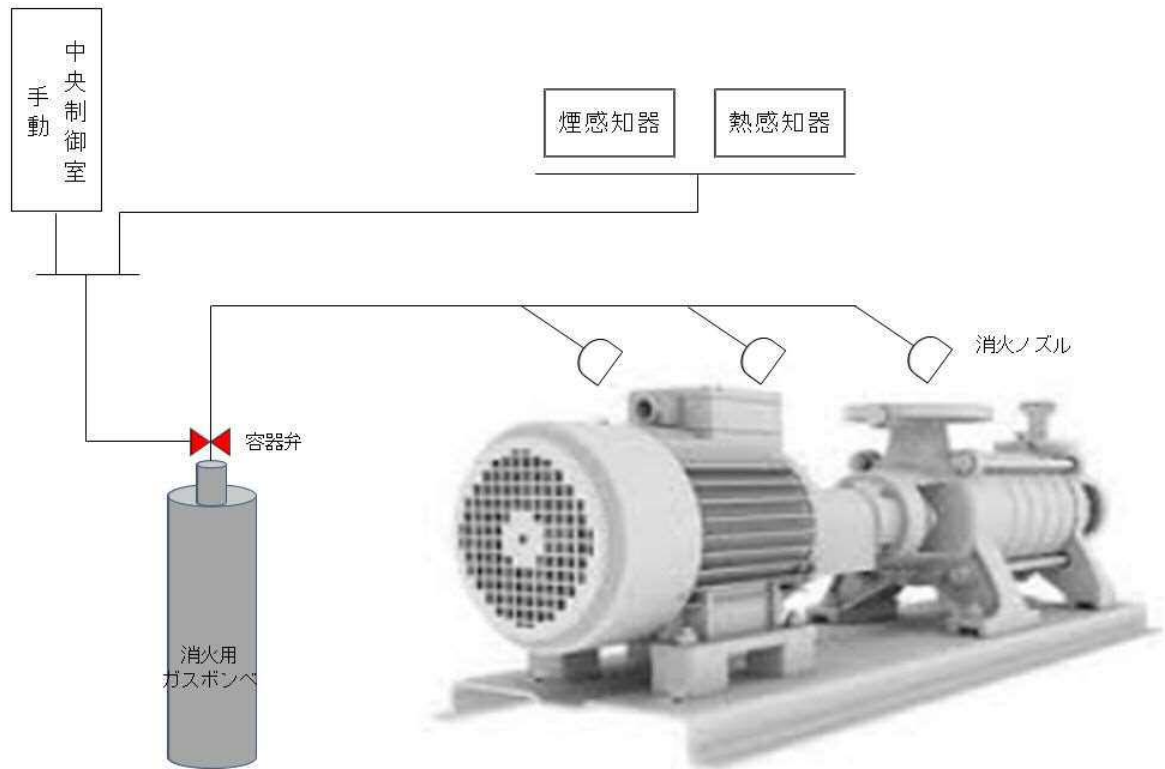 中央制御室
手動
煙感知器
熱感知器
消火ノズル
容器弁
消火用
ガスボンベ